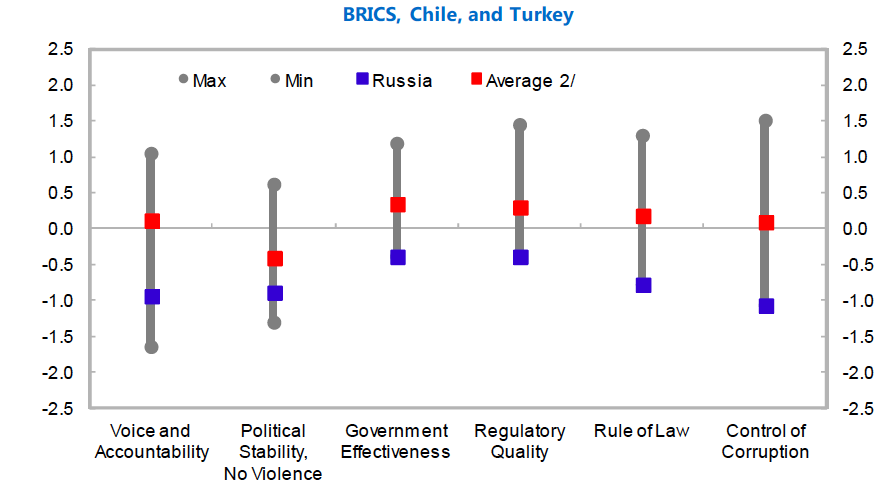 BRICS, Chile, and Turkey
2.5 2.5
Max Min Russia Average 2/
2.0 2.0
1.5 1.5
1.0 1.0
0.5 0.5
0.0 0.0
-0.5 -0.5
-1.0 -1.0
-1.5 -1.5
-2.0 -2.0
-2.5 -2.5
Voice and Political Government Regulatory Rule of Law Control of
Accountability Stability, Effectiveness Quality Corruption
No Violence